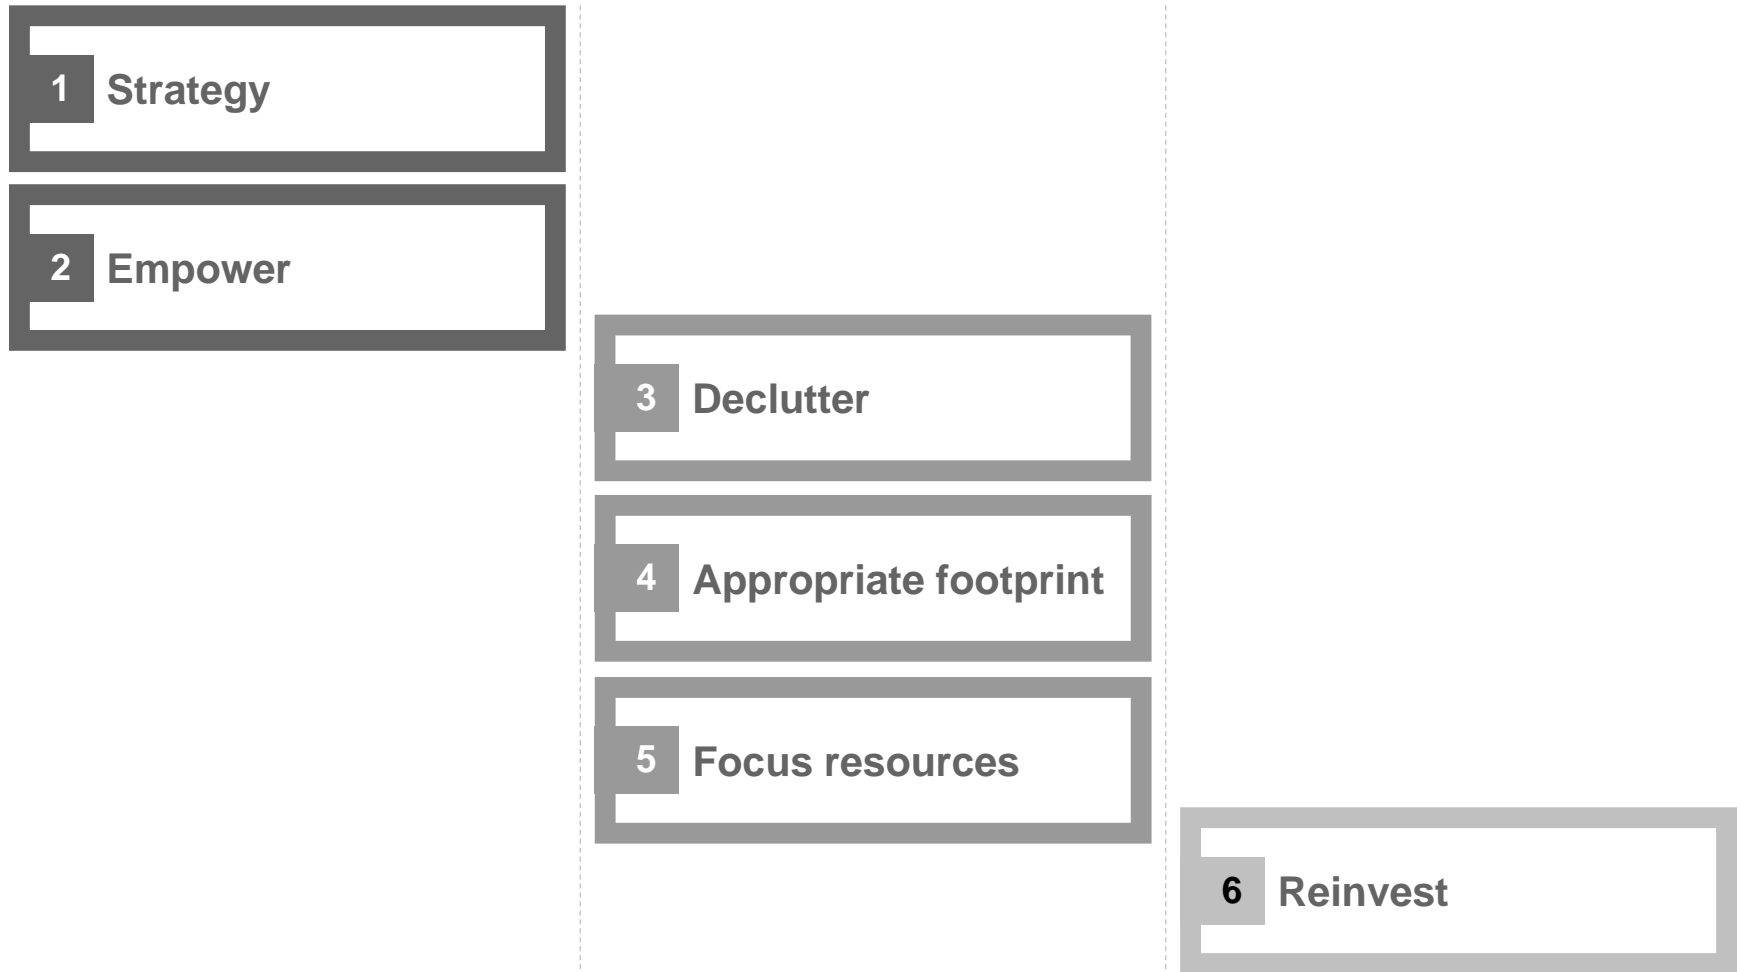 1 Strategy
2 Empower
3 Declutter
4 Appropriate footprint
5 Focus resources
6 Reinvest